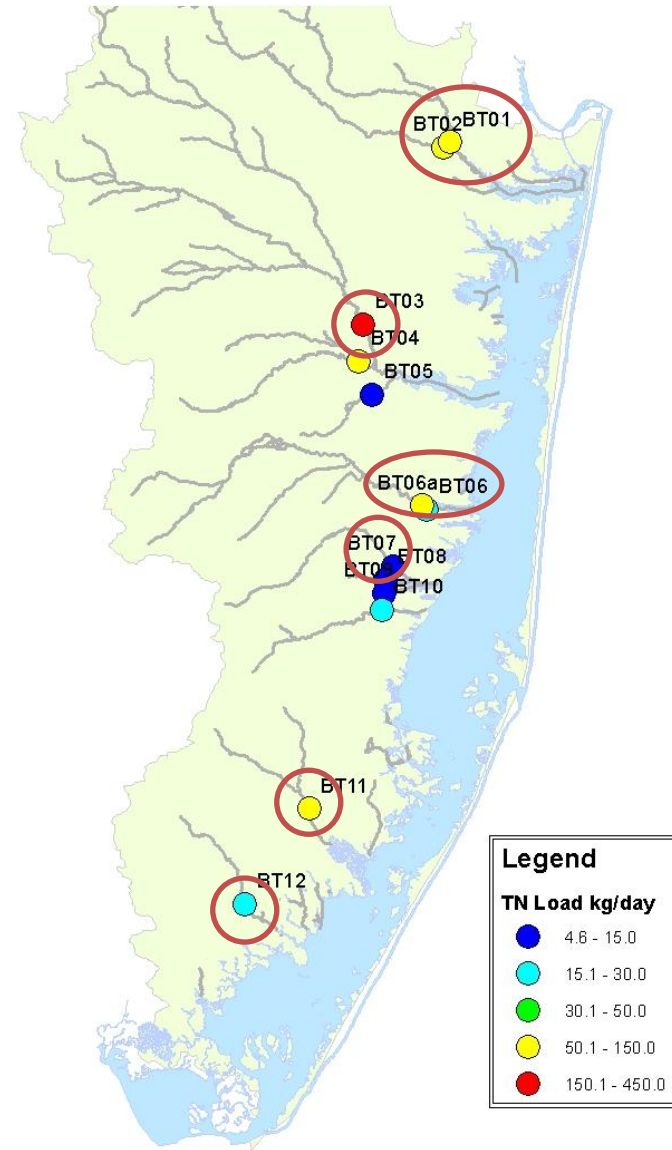 BT02 BT01
BT03
BT04
BT05
BT06a BT06
BT07
BT08
BT09
BT10
BT11
BT12
Legend
TN Load kg/day
4.6 - 15.0
15.1 - 30.0
30.1 - 50.0
50.1 - 150.0
150.1 - 450.0